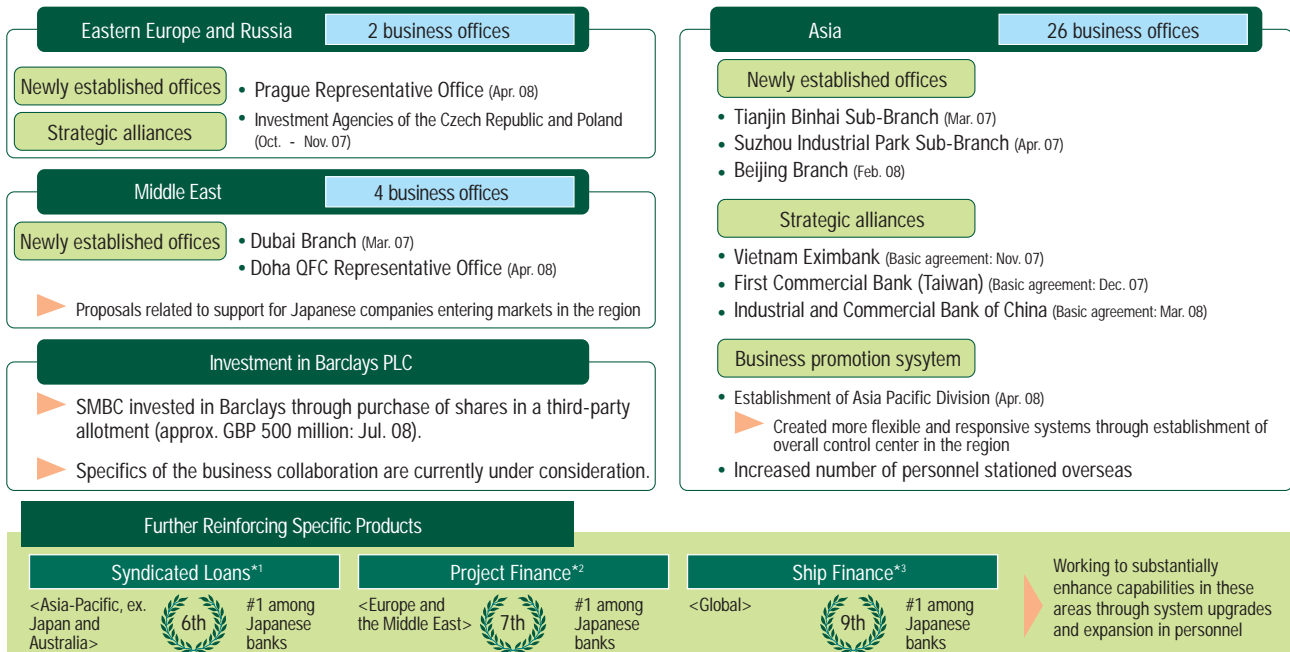 Eastern Europe and Russia
2 business offices
Newly established offices
• Prague Representative Office (Apr. 08)
Strategic alliances
• Investment Agencies of the Czech Republic and Poland
(Oct. - Nov. 07)
Middle East
4 business offices
Newly established offices
• Dubai Branch (Mar. 07)
• Doha QFC Representative Office (Apr. 08)
Proposals related to support for Japanese companies entering markets in the region
Investment in Barclays PLC
SMBC invested in Barclays through purchase of shares in a third-party
allotment (approx. GBP 500 million: Jul. 08).
Specifics of the business collaboration are currently under consideration.
Asia
26 business offices
Newly established offices
• Tianjin Binhai Sub-Branch (Mar. 07)
• Suzhou Industrial Park Sub-Branch (Apr. 07)
• Beijing Branch (Feb. 08)
Strategic alliances
• Vietnam Eximbank (Basic agreement: Nov. 07)
• First Commercial Bank (Taiwan) (Basic agreement: Dec. 07)
• Industrial and Commercial Bank of China (Basic agreement: Mar. 08)
Business promotion sysytem
• Establishment of Asia Pacific Division (Apr. 08)
Created more flexible and responsive systems through establishment of
overall control center in the region
• Increased number of personnel stationed overseas
Further Reinforcing Specific Products
Syndicated Loans*1
<Asia-Pacific, ex.
Japan and
Australia>
6th
#1 among
Japanese
banks
Project Finance*2
<Europe and
the Middle East>
7th
#1 among
Japanese
banks
Ship Finance*3
<Global>
9th
#1 among
Japanese
banks
Working to substantially
enhance capabilities in these
areas through system upgrades
and expansion in personnel